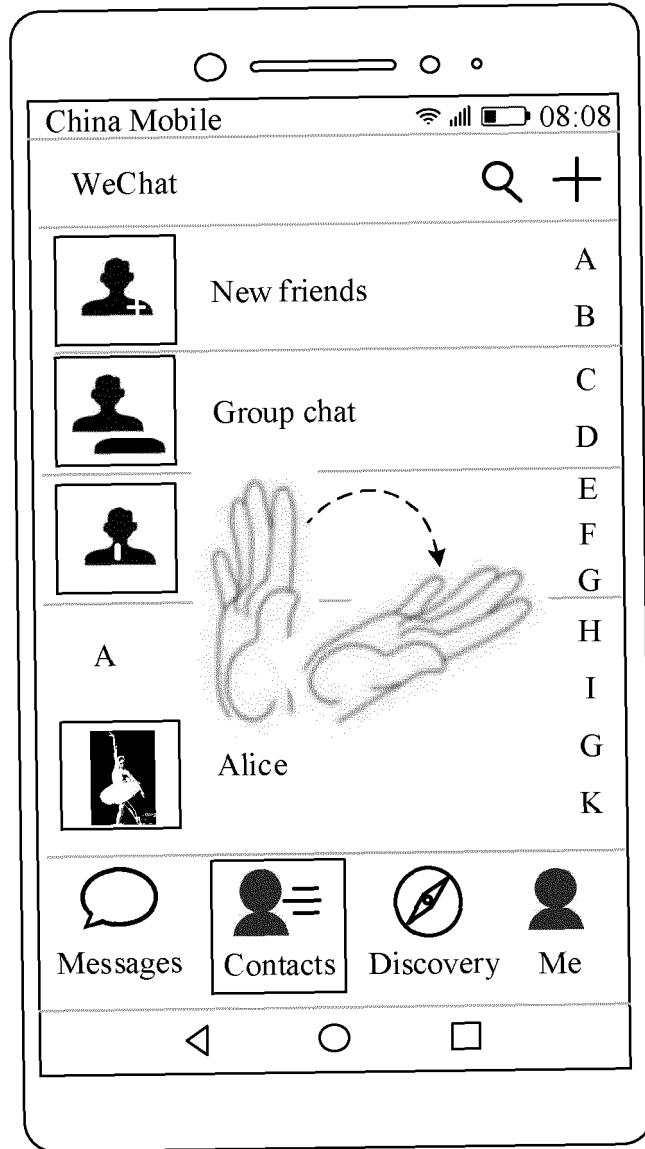 China Mobile 08:08
WeChat
New friends
A
B
Group chat
C
D
E
F
G
A
H
I
Alice
G
K
Messages Contacts Discovery Me